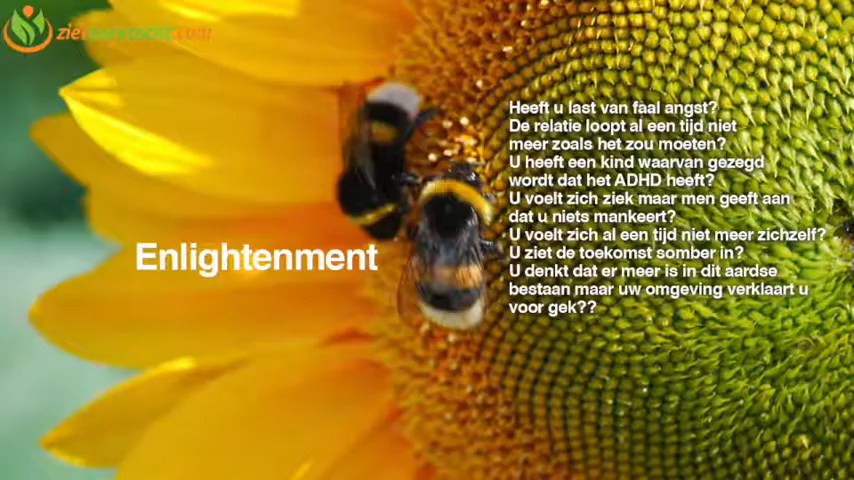 Heeft u last van faal angst?
De relatie loopt al een tijd niet
meer zoals het zou moeten?
U heeft een kind waarvan gezegd
wordt dat het ADHD heeft?
U voelt zich ziek maar men geeft aan
dat u niets mankeert?
U voelt zich al een tijd niet meer zichzelf?
U ziet de toekomst somber in?
U denkt dat er meer is in dit aardse
bestaan maar uw omgeving verklaart u
voor gek??
Enlightenment